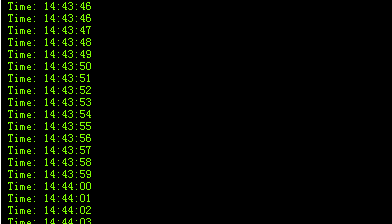 Time: 14:43:46
Time: 14:43:46
Time: 14:43:47
Time: 14:43:48
Time: 14:43:49
Time: 14:43:50
Time: 14:43:51
Time: 14:43:52
Time: 14:43:53
Time: 14:43:54
Time: 14:43:55
Time: 14:43:56
Time: 14:43:57
Time: 14:43:58
Time: 14:43:59
Time: 14:44:00
Time: 14:44:01
Time: 14:44:02
Time: 14:44:03